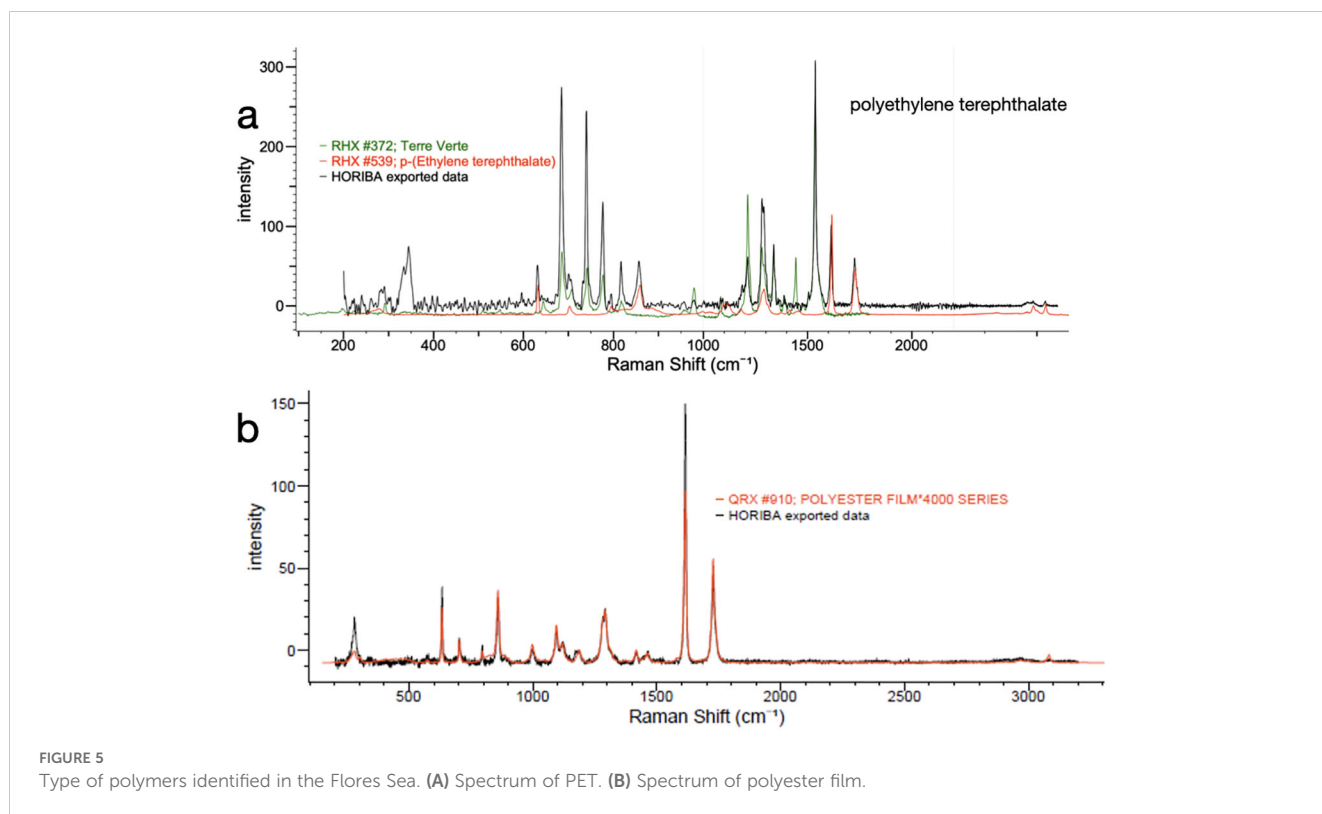 a
polyethylene terephthalate
— RHX #372; Terre Verte
— RHX #539; p-(Ethylene terephthalate)
— HORIBA exported data
intensity
300
200
100
0
200 400 600 800 1000 1500 2000
Raman Shift (cm⁻¹)
b
— QRX #910; POLYESTER FILM*4000 SERIES
— HORIBA exported data
intensity
150
100
50
0
500 1000 1500 2000 2500 3000
Raman Shift (cm⁻¹)
FIGURE 5
Type of polymers identified in the Flores Sea. (A) Spectrum of PET. (B) Spectrum of polyester film.